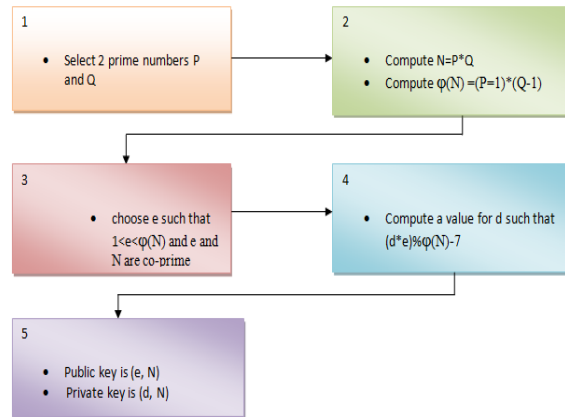 1
• Select 2 prime numbers P
and Q
2
• Compute N=P*Q
• Compute φ(N) =(P=1)*(Q-1)
3
• choose e such that
1<e<φ(N) and e and
N are co-prime
4
• Compute a value for d such that
(d*e)%φ(N)-7
5
• Public key is (e, N)
• Private key is (d, N)